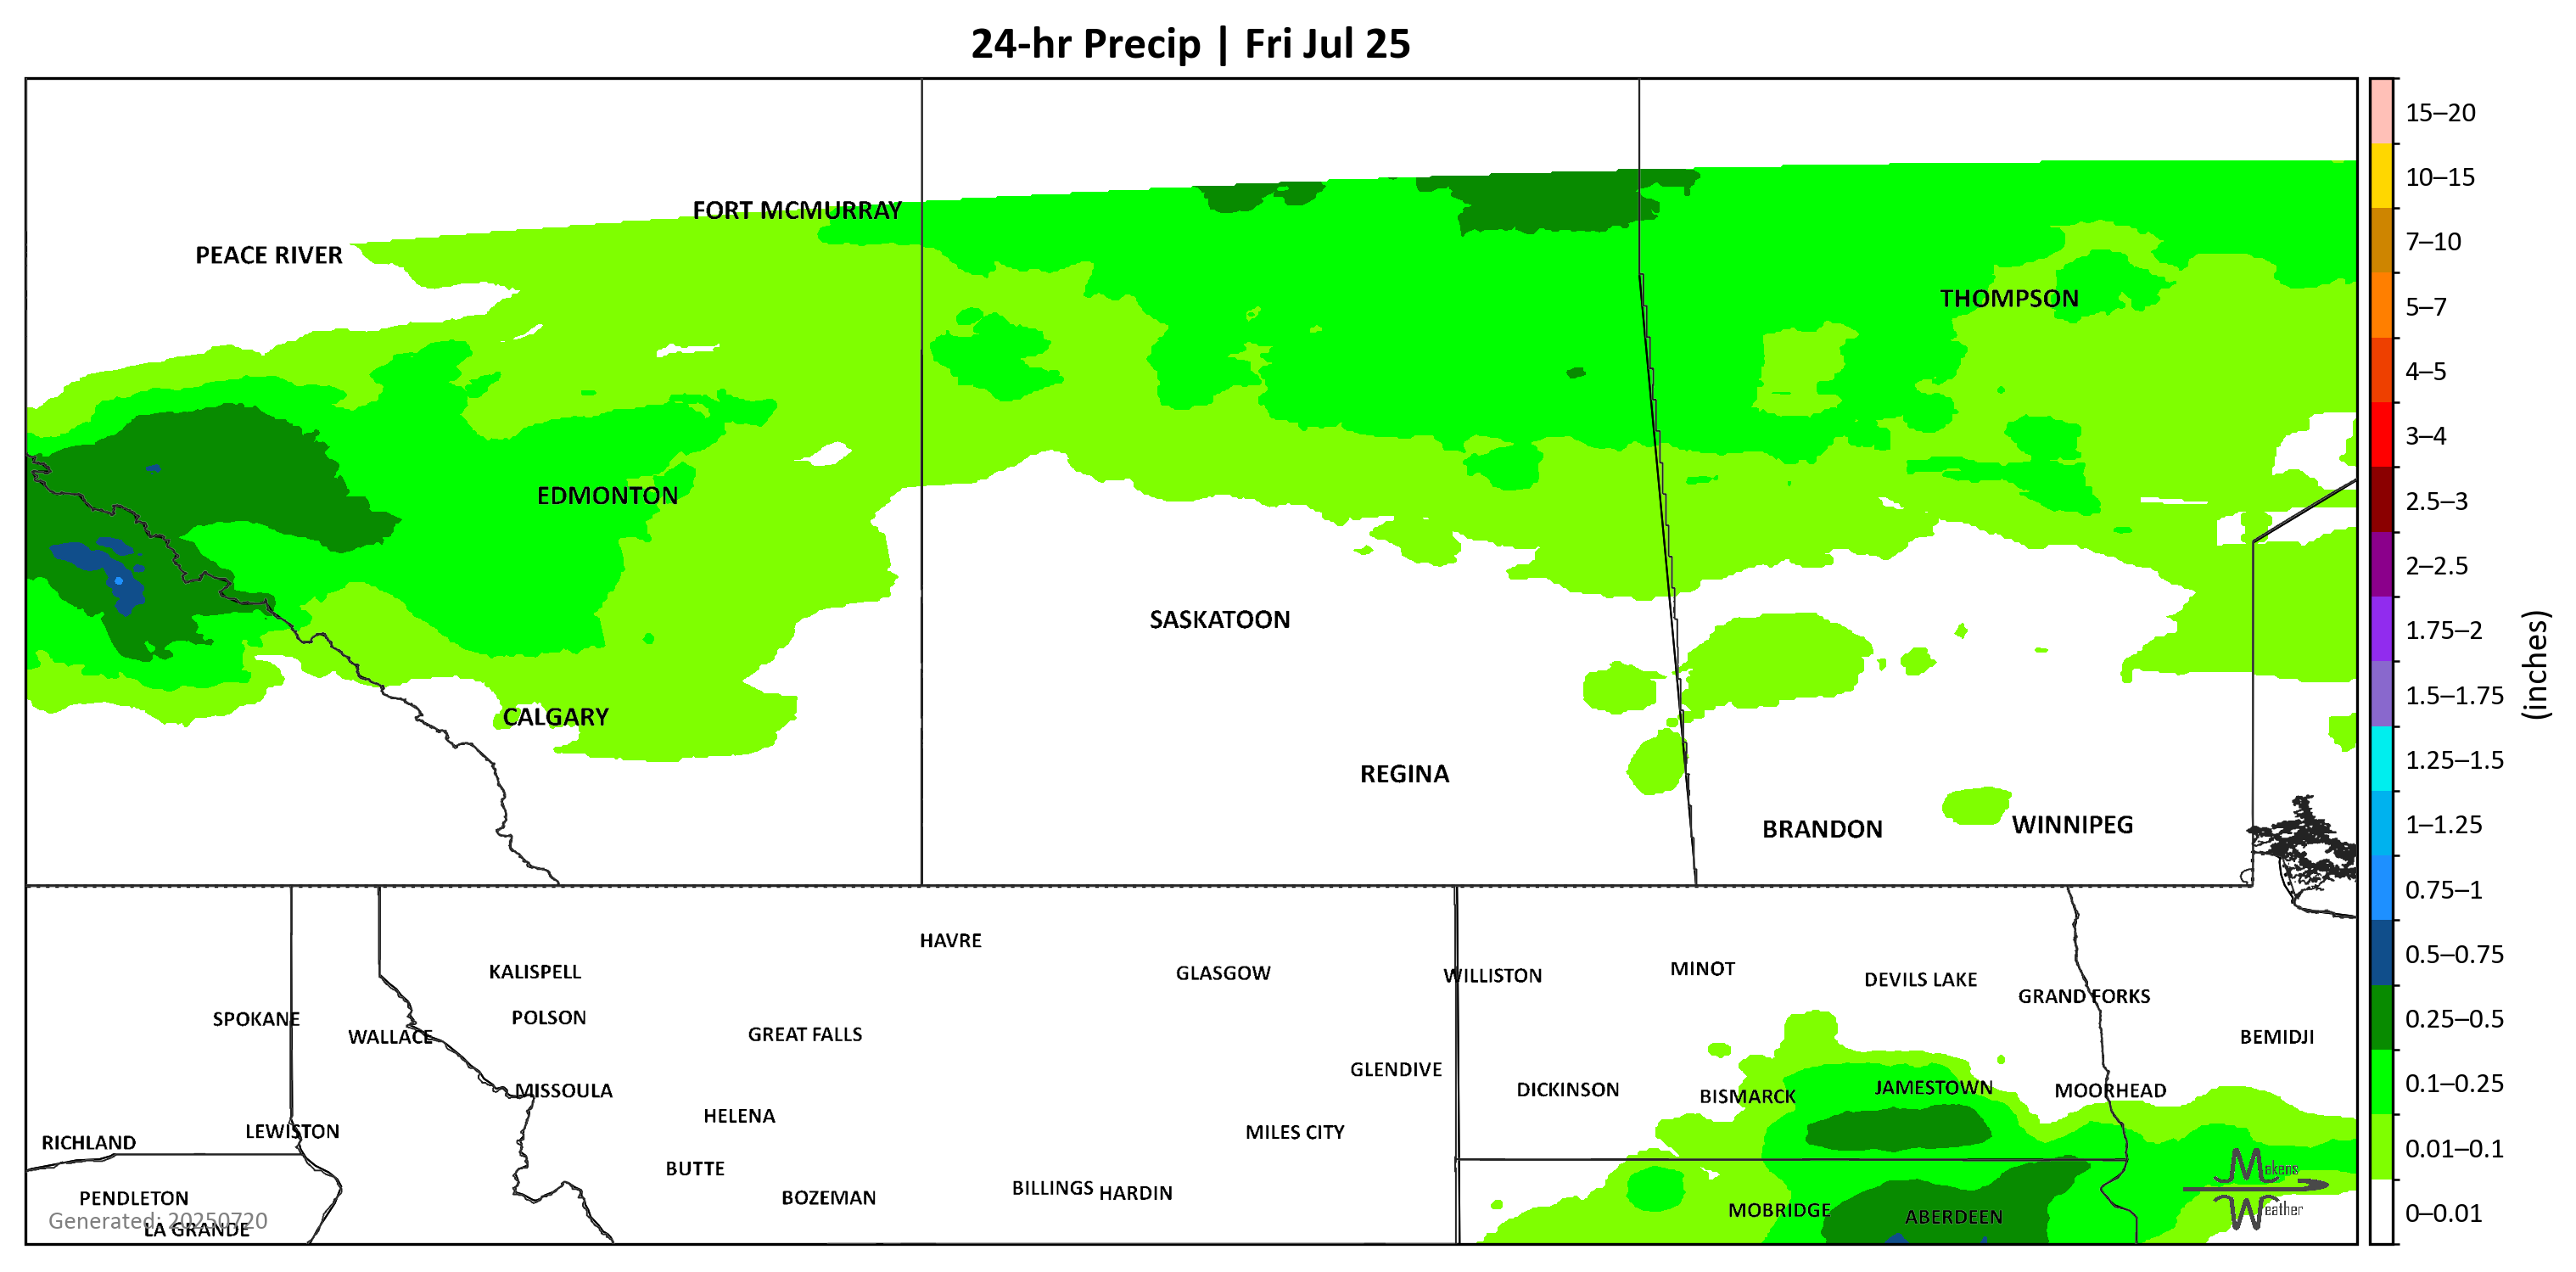 24-hr Precip | Fri Jul 25
15–20
10–15
7–10
5–7
4–5
3–4
2.5–3
2–2.5
1.75–2
1.5–1.75
1.25–1.5
1–1.25
0.75–1
0.5–0.75
0.25–0.5
0.1–0.25
0.01–0.1
0–0.01
(inches)
FORT MCMURRAY
PEACE RIVER
THOMPSON
EDMONTON
SASKATOON
CALGARY
REGINA
BRANDON
WINNIPEG
HAVRE
KALISPELL
GLASGOW
WILLISTON
MINOT
DEVILS LAKE
GRAND FORKS
SPOKANE
POLSON
WALLACE
GREAT FALLS
BEMIDJI
GLENDIVE
MISSOULA
DICKINSON
BISMARCK
JAMESTOWN
MOORHEAD
HELENA
LEWISTON
RICHLAND
MILES CITY
BUTTE
BILLINGS
HARDIN
BOZEMAN
PENDLETON
MOBRIDGE
ABERDEEN
Generated: 20250720
LA GRANDE
Makens
Weather